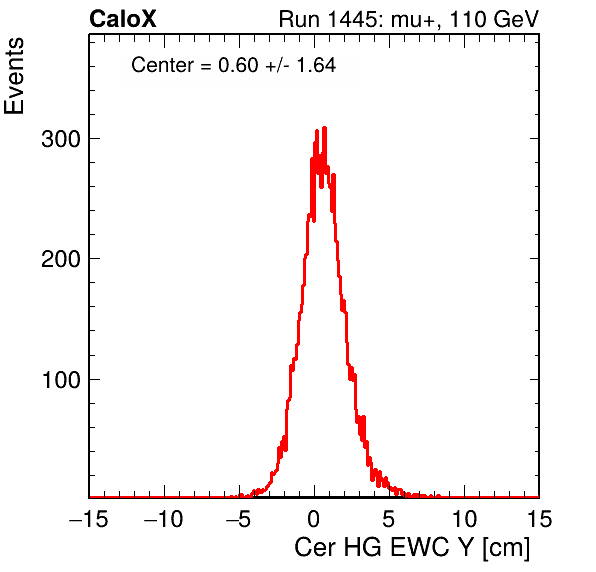 CaloX Run 1445: mu+, 110 GeV
Events
Center = 0.60 +/- 1.64
300
200
100
−15 −10 −5 0 5 10 15
Cer HG EWC Y [cm]